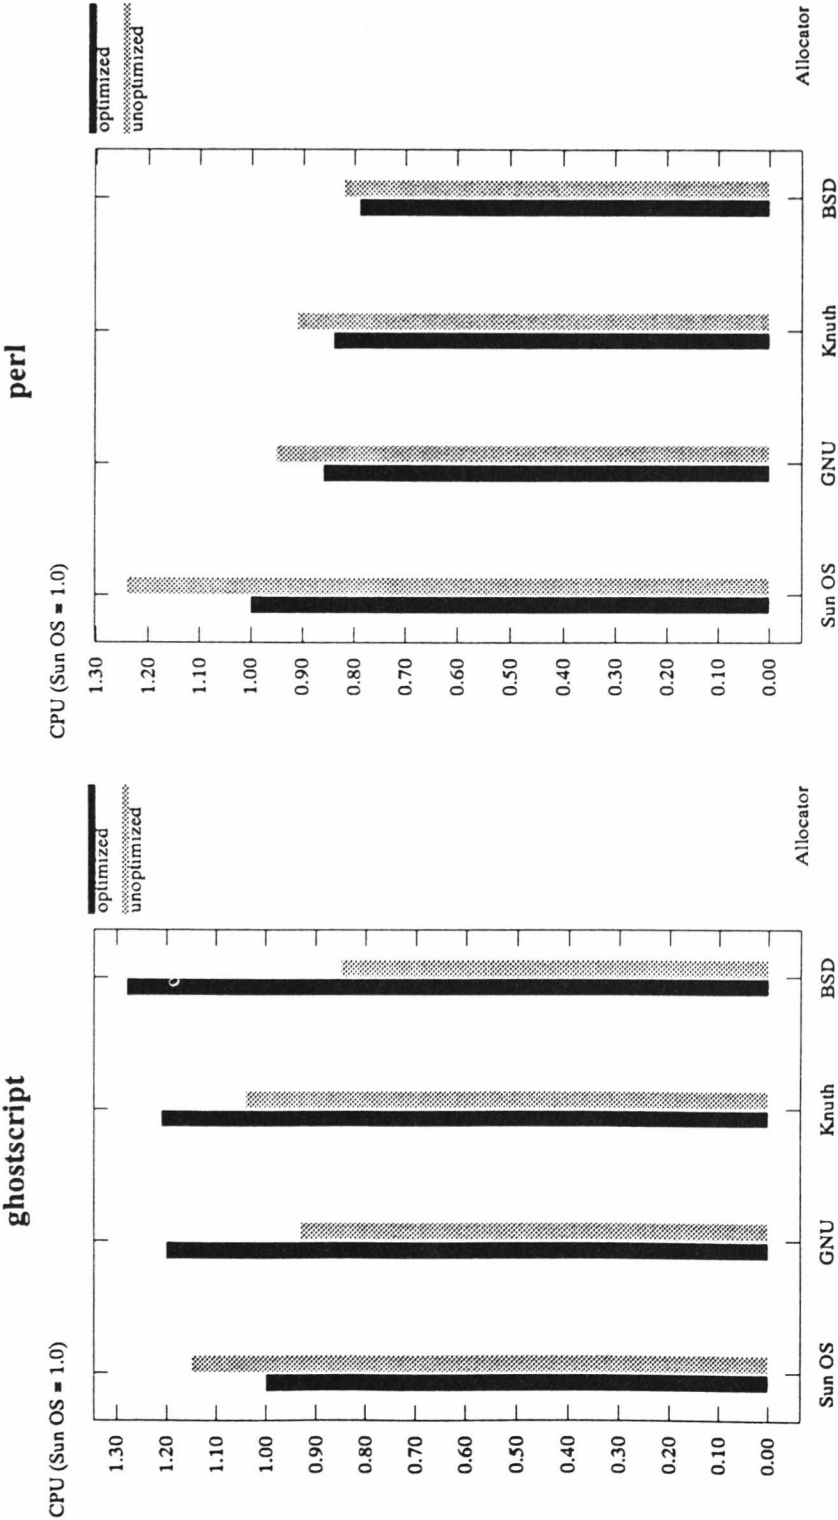 ghostscript
CPU (Sun OS = 1.0)
1.30
1.20
1.10
1.00
0.90
0.80
0.70
0.60
0.50
0.40
0.30
0.20
0.10
0.00
Sun OS GNU Knuth BSD
Allocator
optimized
unoptimized
perl
CPU (Sun OS = 1.0)
1.30
1.20
1.10
1.00
0.90
0.80
0.70
0.60
0.50
0.40
0.30
0.20
0.10
0.00
Sun OS GNU Knuth BSD
Allocator
optimized
unoptimized